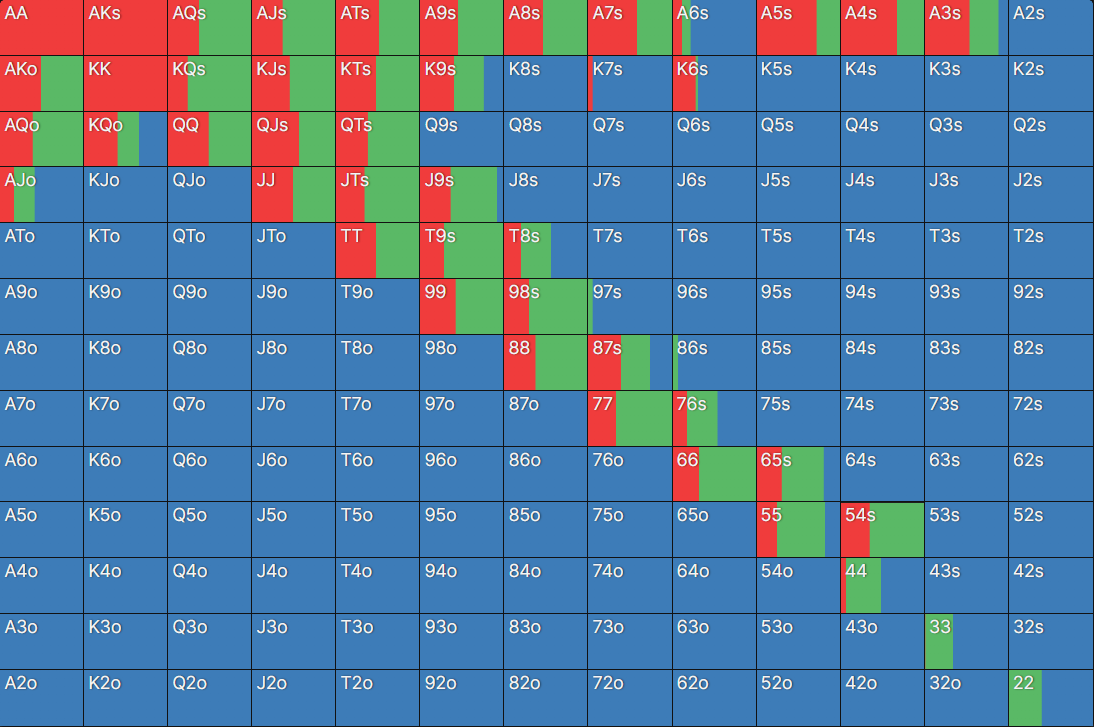 AA AKs AQs AJs ATs A9s A8s A7s A6s A5s A4s A3s A2s
AKo KK KQs KJs KTs K9s K8s K7s K6s K5s K4s K3s K2s
AQo KQo QQ QJs QTs Q9s Q8s Q7s Q6s Q5s Q4s Q3s Q2s
AJo KJo QJo JJ JTs J9s J8s J7s J6s J5s J4s J3s J2s
ATo KTo QTo JTo TT T9s T8s T7s T6s T5s T4s T3s T2s
A9o K9o Q9o J9o T9o 99 98s 97s 96s 95s 94s 93s 92s
A8o K8o Q8o J8o T8o 98o 88 87s 86s 85s 84s 83s 82s
A7o K7o Q7o J7o T7o 97o 87o 77 76s 75s 74s 73s 72s
A6o K6o Q6o J6o T6o 96o 86o 76o 66 65s 64s 63s 62s
A5o K5o Q5o J5o T5o 95o 85o 75o 65o 55 54s 53s 52s
A4o K4o Q4o J4o T4o 94o 84o 74o 64o 54o 44 43s 42s
A3o K3o Q3o J3o T3o 93o 83o 73o 63o 53o 43o 33 32s
A2o K2o Q2o J2o T2o 92o 82o 72o 62o 52o 42o 32o 22